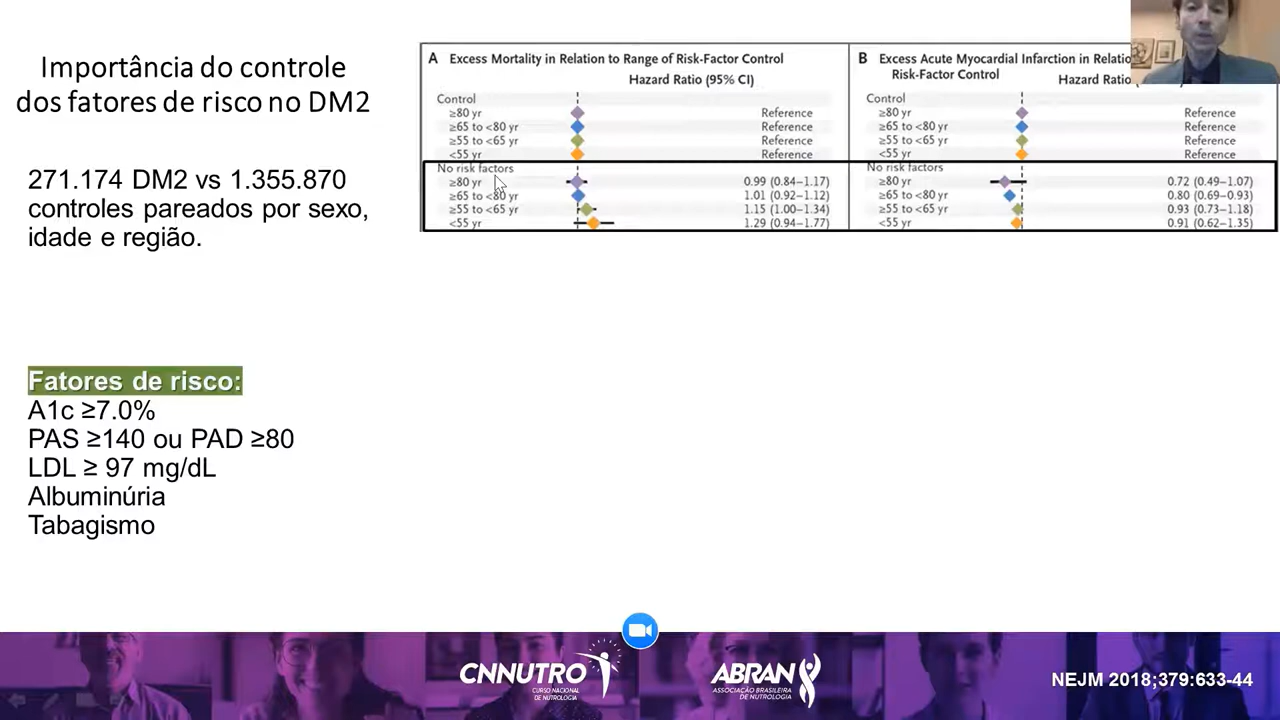 Importância do controle
dos fatores de risco no DM2
271.174 DM2 vs 1.355.870
controles pareados por sexo,
idade e região.
Fatores de risco:
A1c ≥7.0%
PAS ≥140 ou PAD ≥80
LDL ≥ 97 mg/dL
Albuminúria
Tabagismo
A Excess Mortality in Relation to Range of Risk-Factor Control
Hazard Ratio (95% CI)
Control
≥80 yr Reference
≥65 to <80 yr Reference
≥55 to <65 yr Reference
<55 yr Reference
No risk factors
≥80 yr 0.99 (0.84–1.17)
≥65 to <80 yr 1.01 (0.92–1.12)
≥55 to <65 yr 1.15 (1.00–1.34)
<55 yr 1.29 (0.94–1.77)
B Excess Acute Myocardial Infarction in Relatio
Risk-Factor Control Hazard Ratio
Control
≥80 yr Reference
≥65 to <80 yr Reference
≥55 to <65 yr Reference
<55 yr Reference
No risk factors
≥80 yr 0.72 (0.49–1.07)
≥65 to <80 yr 0.80 (0.69–0.93)
≥55 to <65 yr 0.93 (0.73–1.18)
<55 yr 0.91 (0.62–1.35)
CNNUTRO
CURSO NACIONAL
DE NUTROLOGIA
ABRAN
ASSOCIAÇÃO BRASILEIRA
DE NUTROLOGIA
NEJM 2018;379:633-44